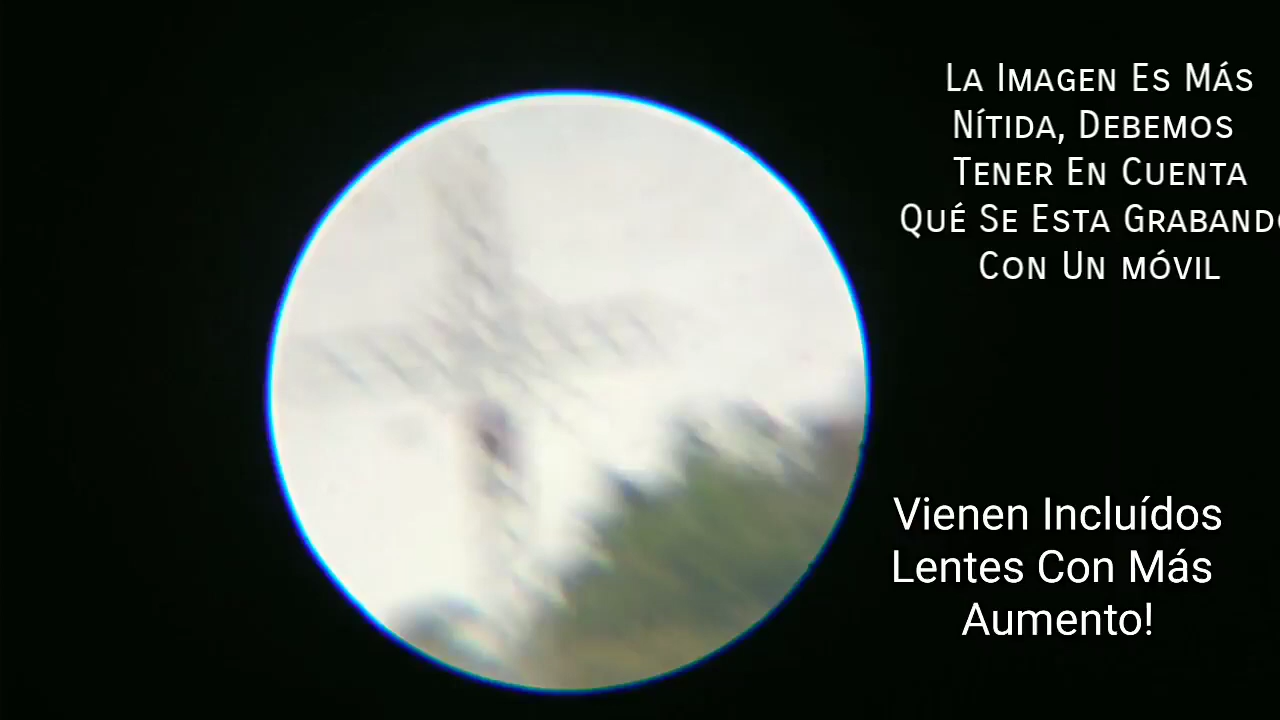 La Imagen Es Más
Nítida, Debemos
Tener En Cuenta
Qué Se Esta Grabando
Con Un móvil
Vienen Incluídos
Lentes Con Más
Aumento!